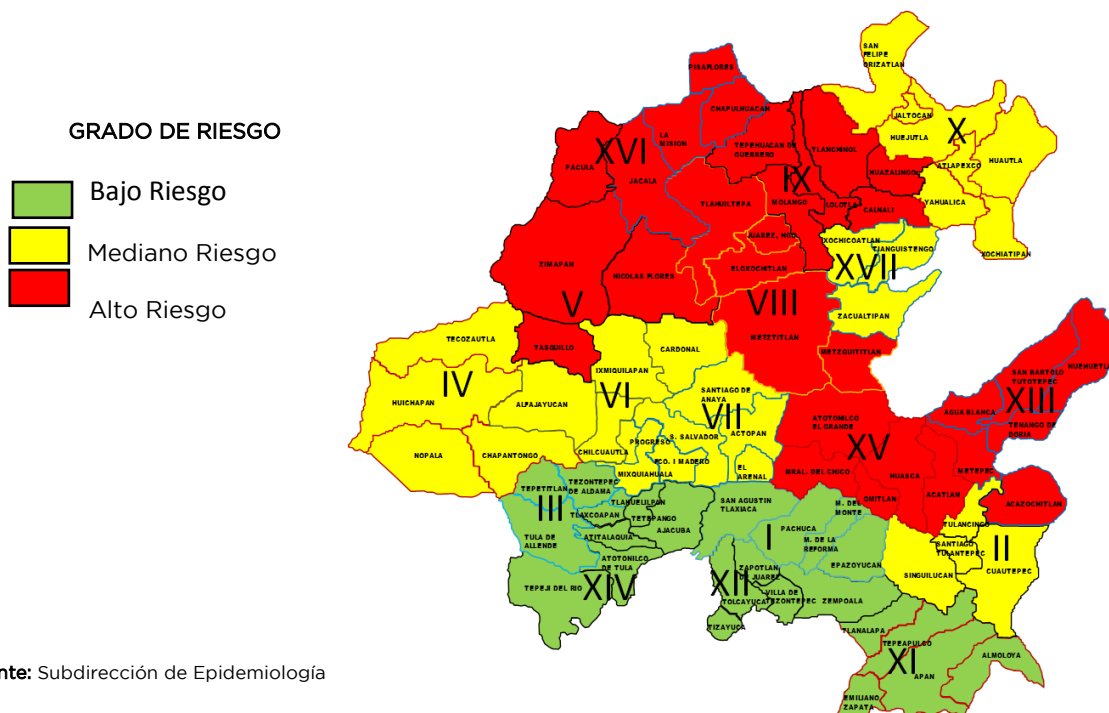 GRADO DE RIESGO
Bajo Riesgo
Mediano Riesgo
Alto Riesgo
SAN
FELIPE
ORIZATLAN
PISAFLORES
CHAPULHUACAN
JALTOCAN
LA
MISION
HUEJUTLA
X
XVI
TEPEHUACAN DE
GUERRERO
TLANCHINOL
HUAUTLA
ATLAPEXCO
PACULA
JACALA
HUAZALINGO
IX
TLAHUILTEPA
MOLANGO
LOLOTLA
CALNALI
YAHUALICA
JUAREZ, HGO.
XOCHICOATLAN
TIANGUISTENGO
XOCHIATIPAN
ZIMAPAN
NICOLAS FLORES
ELOXOCHITLAN
XVII
V
VIII
ZACUALTIPAN
METETITLAN
TECOZAUTLA
TASQUILLO
CARDONAL
METZQUITITLAN
IXMIQUILAPAN
SAN BARTOLO
TUTOTEPEC
HUEHUETLA
IV
HUICHAPAN
ALFAJAYUCAN
VI
SANTIAGO DE
ANAYA
VII
ATOTONILCO
EL GRANDE
AGUA BLANCA
XIII
TENANGO DE
DORIA
ACTOPAN
XV
PROGRESO
S. SALVADOR
NOPALA
CHAPANTONGO
CHILCUAUTLA
MIXQUIAHUALA
FCO. I MADERO
EL
ARENAL
MRAL. DEL CHICO
HUASCA
METEPEC
OMITLAN
ACATLAN
ACAZOCHITLAN
TEPETITLAN
TEZONTEPEC
DE ALDAMA
TLAHUELILPAN
SAN AGUSTIN
TLAXIACA
M. DEL
MONTE
III
TLAXCOAPAN
TETEPANGO
AJACUBA
PACHUCA
I
TULANCINGO
TULA DE
ALLENDE
ATITALAQUIA
M. DE LA
REFORMA
SANTIAGO
TULANTEPEC
II
CUAUTEPEC
ATOTONILCO
DE TULA
EPAZOYUCAN
ZAPOTLAN
DE JUAREZ
SINGUILUCAN
TEPEJI DEL RIO
XIV
XII
TOLCAYUCA
VILLA DE
TEZONTEPEC
ZEMPOALA
TIZAYUCA
TLANALAPA
TEPEAPULCO
XI
APAN
ALMOLOYA
EMILIANO
ZAPATA
nte: Subdirección de Epidemiología